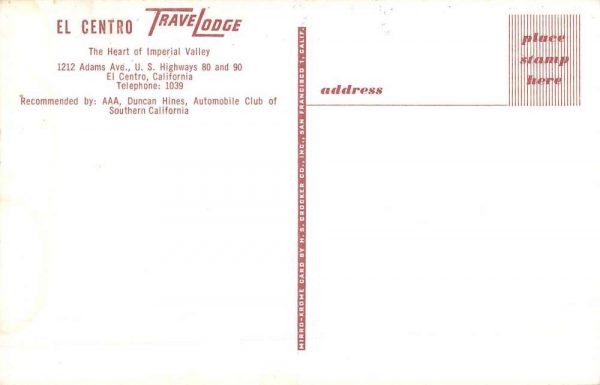 EL CENTRO TRAVELODGE
The Heart of Imperial Valley
1212 Adams Ave., U. S. Highways 80 and 90
El Centro, California
Telephone: 1039
Recommended by: AAA, Duncan Hines, Automobile Club of
Southern California
MIRRO-KROME CARD BY H. S. CROCKER CO., INC., SAN FRANCISCO 1, CALIF.
address
place
stamp
here